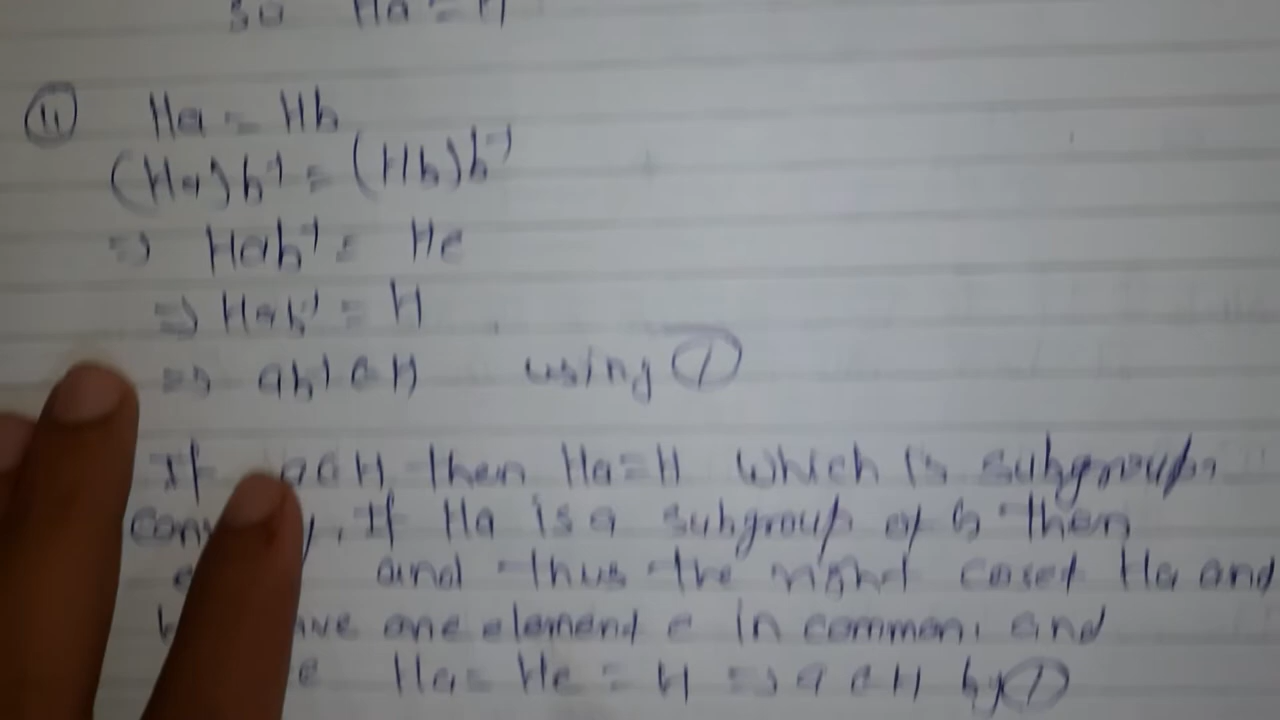 so Ha = H
(ii) Ha = Hb
(Ha)b⁻¹ = (Hb)b⁻¹
⇒ Hab⁻¹ = He
⇒ Hab⁻¹ = H
⇒ ab⁻¹ ∈ H using (I)
If a ∈ H, then Ha = H which is subgroup.
If Ha is a subgroup of G then
and thus the right coset Ha and
one element e in common, and
Ha = He = H ⇒ a ∈ H by (I)